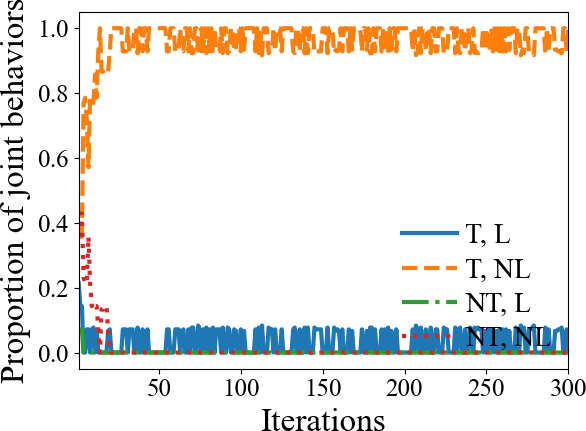 Proportion of joint behaviors
1.0
0.8
0.6
0.4
0.2
0.0
T, L
T, NL
NT, L
NT, NL
50 100 150 200 250 300
Iterations